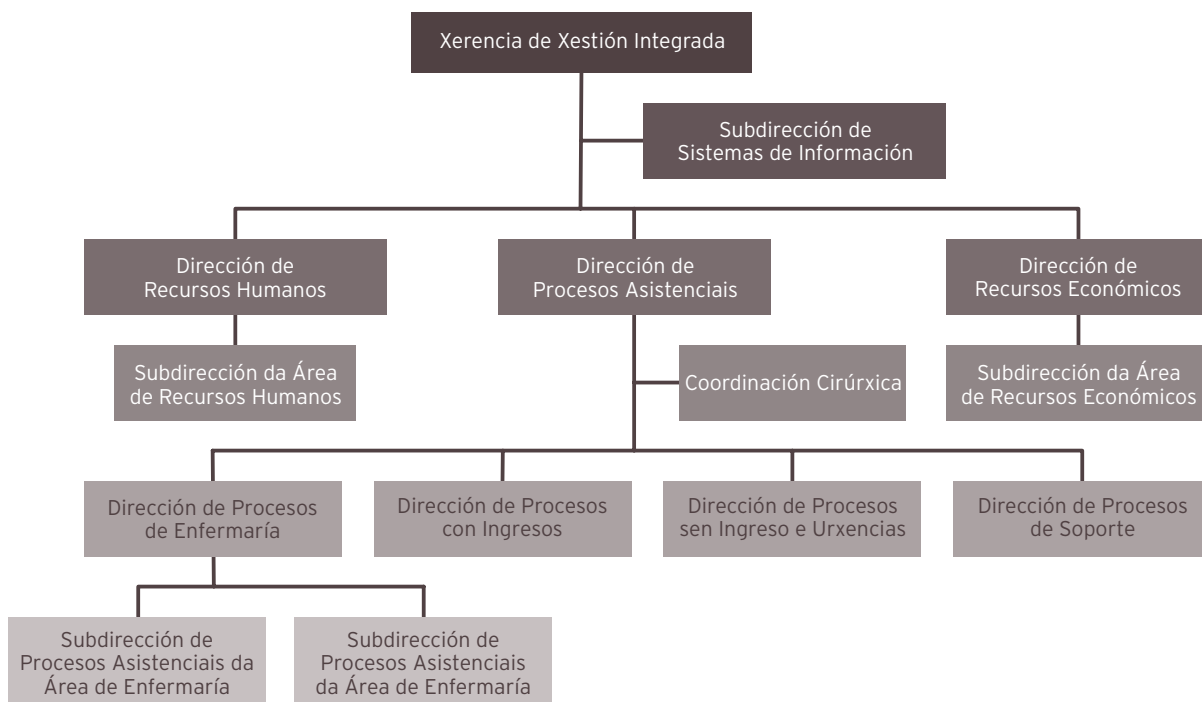 Xerencia de Xestión Integrada
Subdirección de
Sistemas de Información
Dirección de
Recursos Humanos
Dirección de
Procesos Asistenciais
Dirección de
Recursos Económicos
Subdirección da Área
de Recursos Humanos
Coordinación Cirúrxica
Subdirección da Área
de Recursos Económicos
Dirección de Procesos
de Enfermaría
Dirección de Procesos
con Ingresos
Dirección de Procesos
sen Ingreso e Urxencias
Dirección de Procesos
de Soporte
Subdirección de
Procesos Asistenciais da
Área de Enfermaría
Subdirección de
Procesos Asistenciais
da Área de Enfermaría